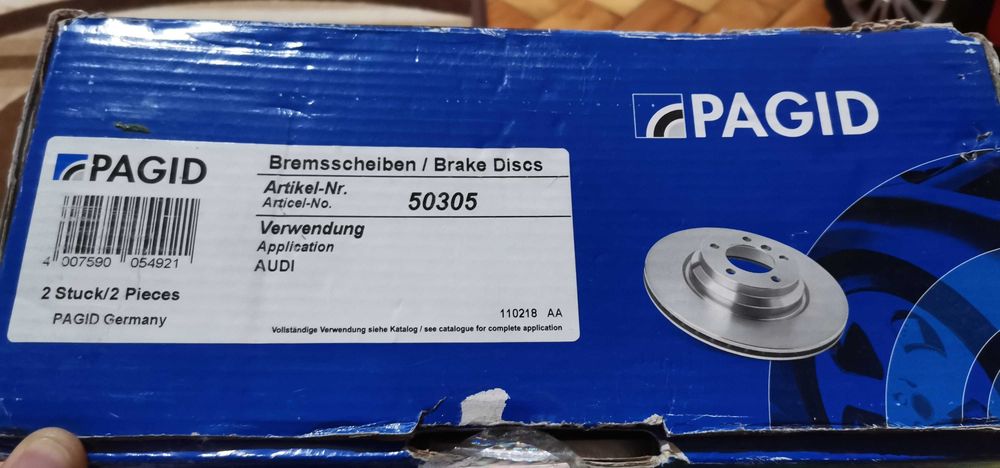 PAGID
PAGID
Bremsscheiben / Brake Discs
Artikel-Nr.
Articel-No.
50305
Verwendung
Application
AUDI
4 007590 054921
2 Stuck/2 Pieces
PAGID Germany
110218 AA
Vollständige Verwendung siehe Katalog / see catalogue for complete application